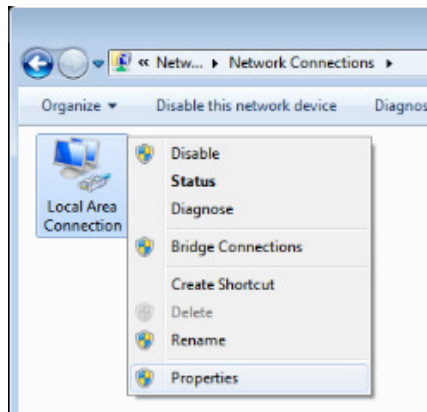 « Netw... ▸ Network Connections ▸
Organize ▾ Disable this network device Diagnos
Local Area
Connection
Disable
Status
Diagnose
Bridge Connections
Create Shortcut
Delete
Rename
Properties